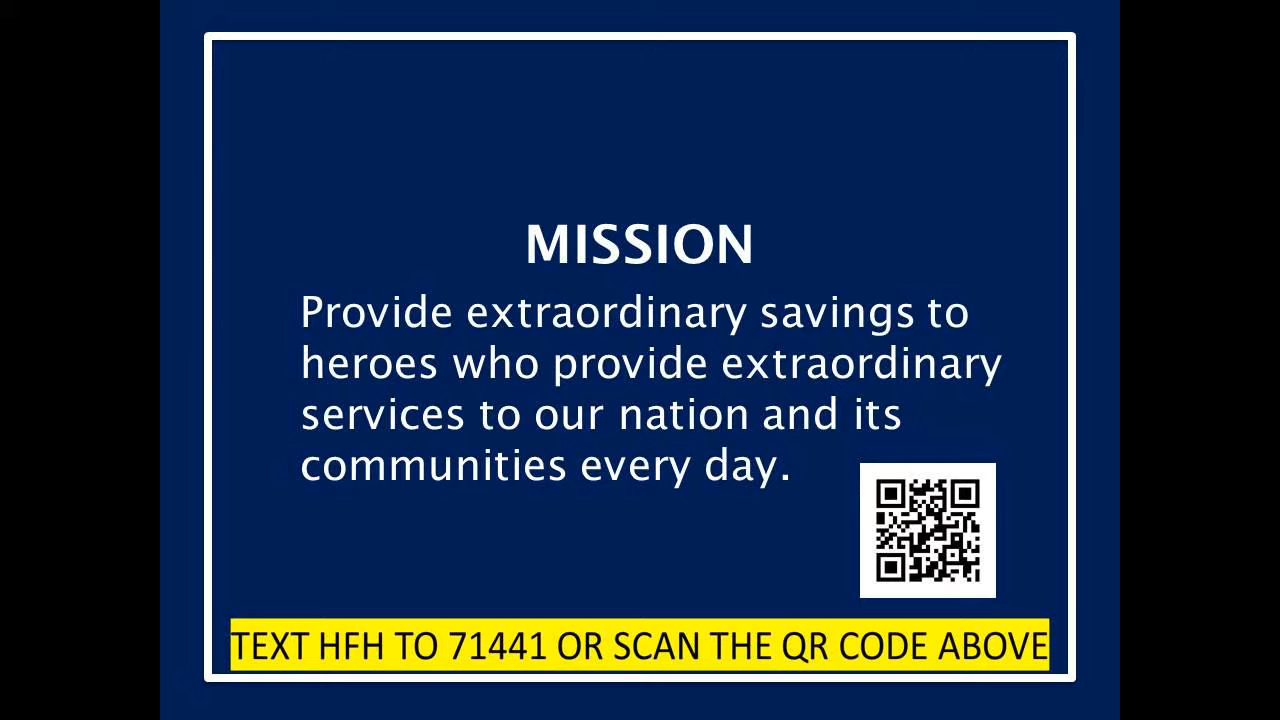 MISSION
Provide extraordinary savings to
heroes who provide extraordinary
services to our nation and its
communities every day.
TEXT HFH TO 71441 OR SCAN THE QR CODE ABOVE